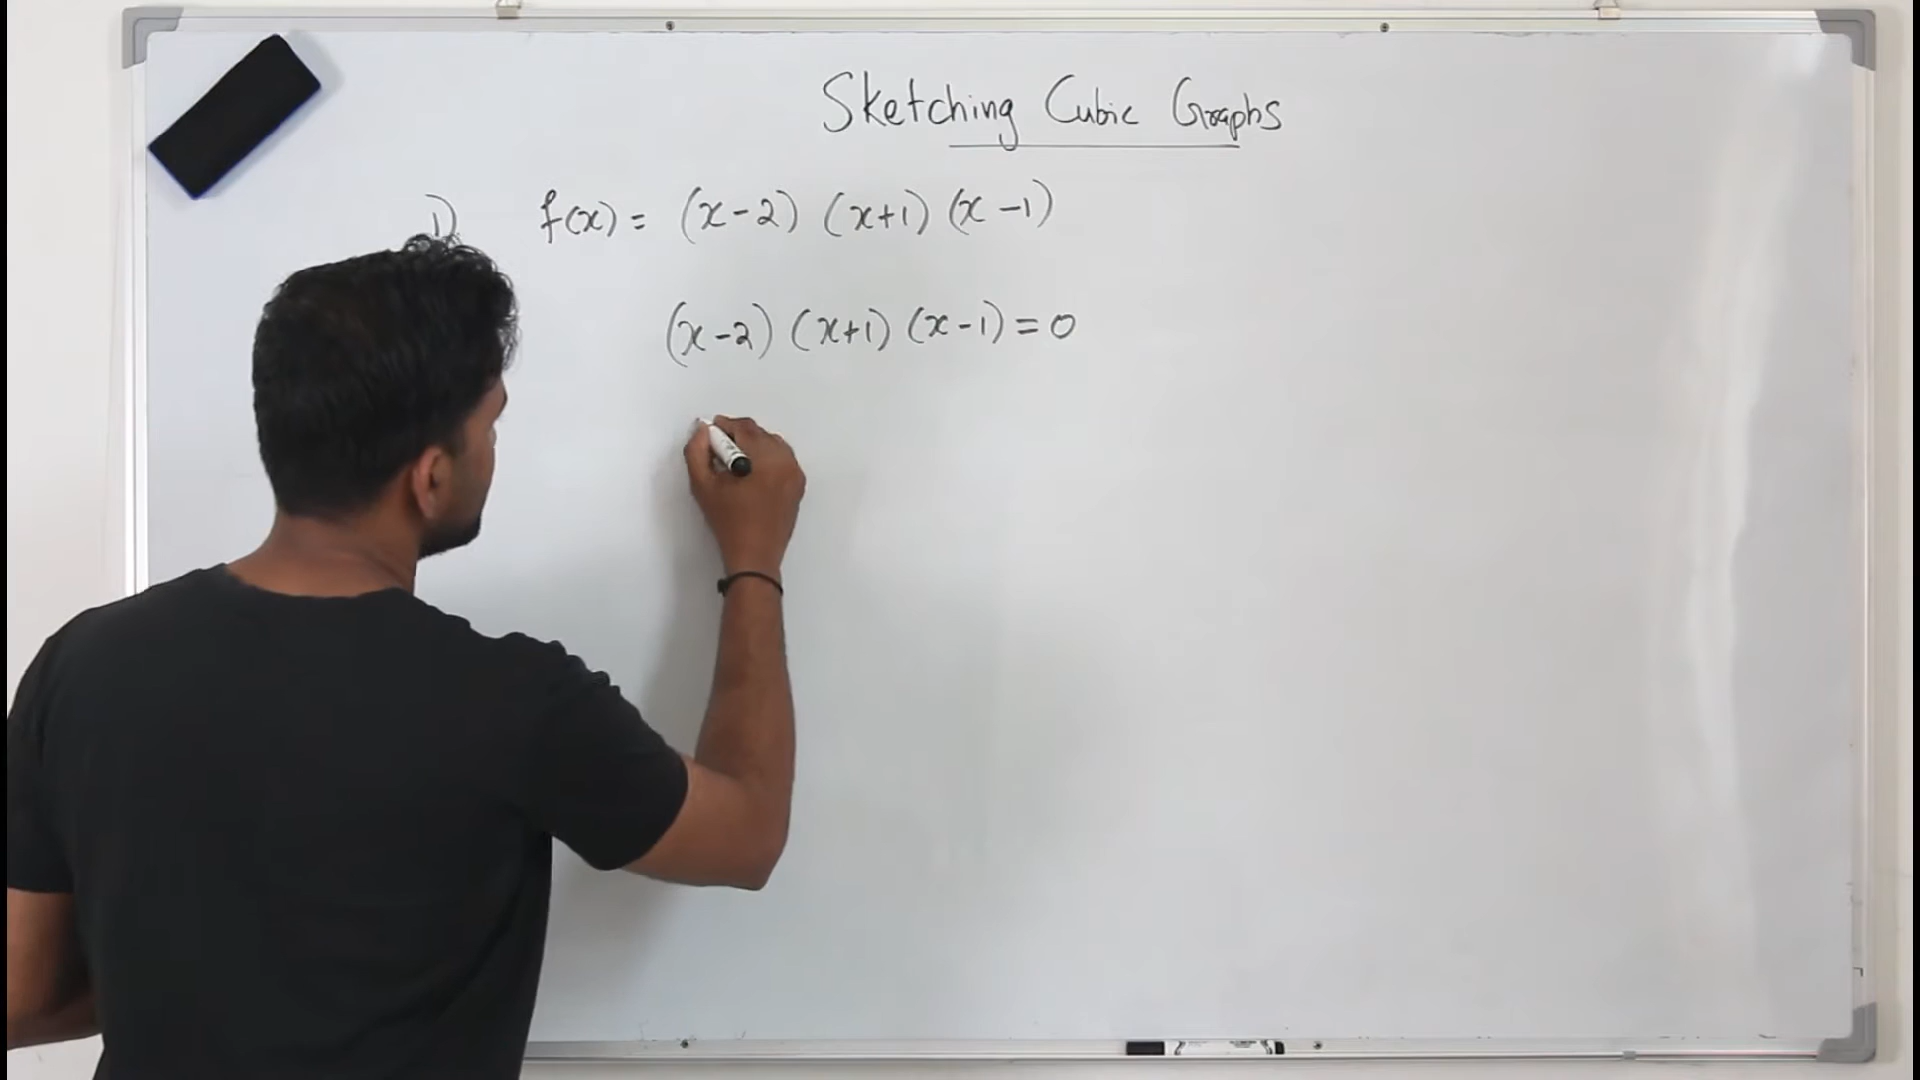 Sketching Cubic Graphs
1) f(x) = (x-2) (x+1) (x-1)
(x-2) (x+1) (x-1) = 0